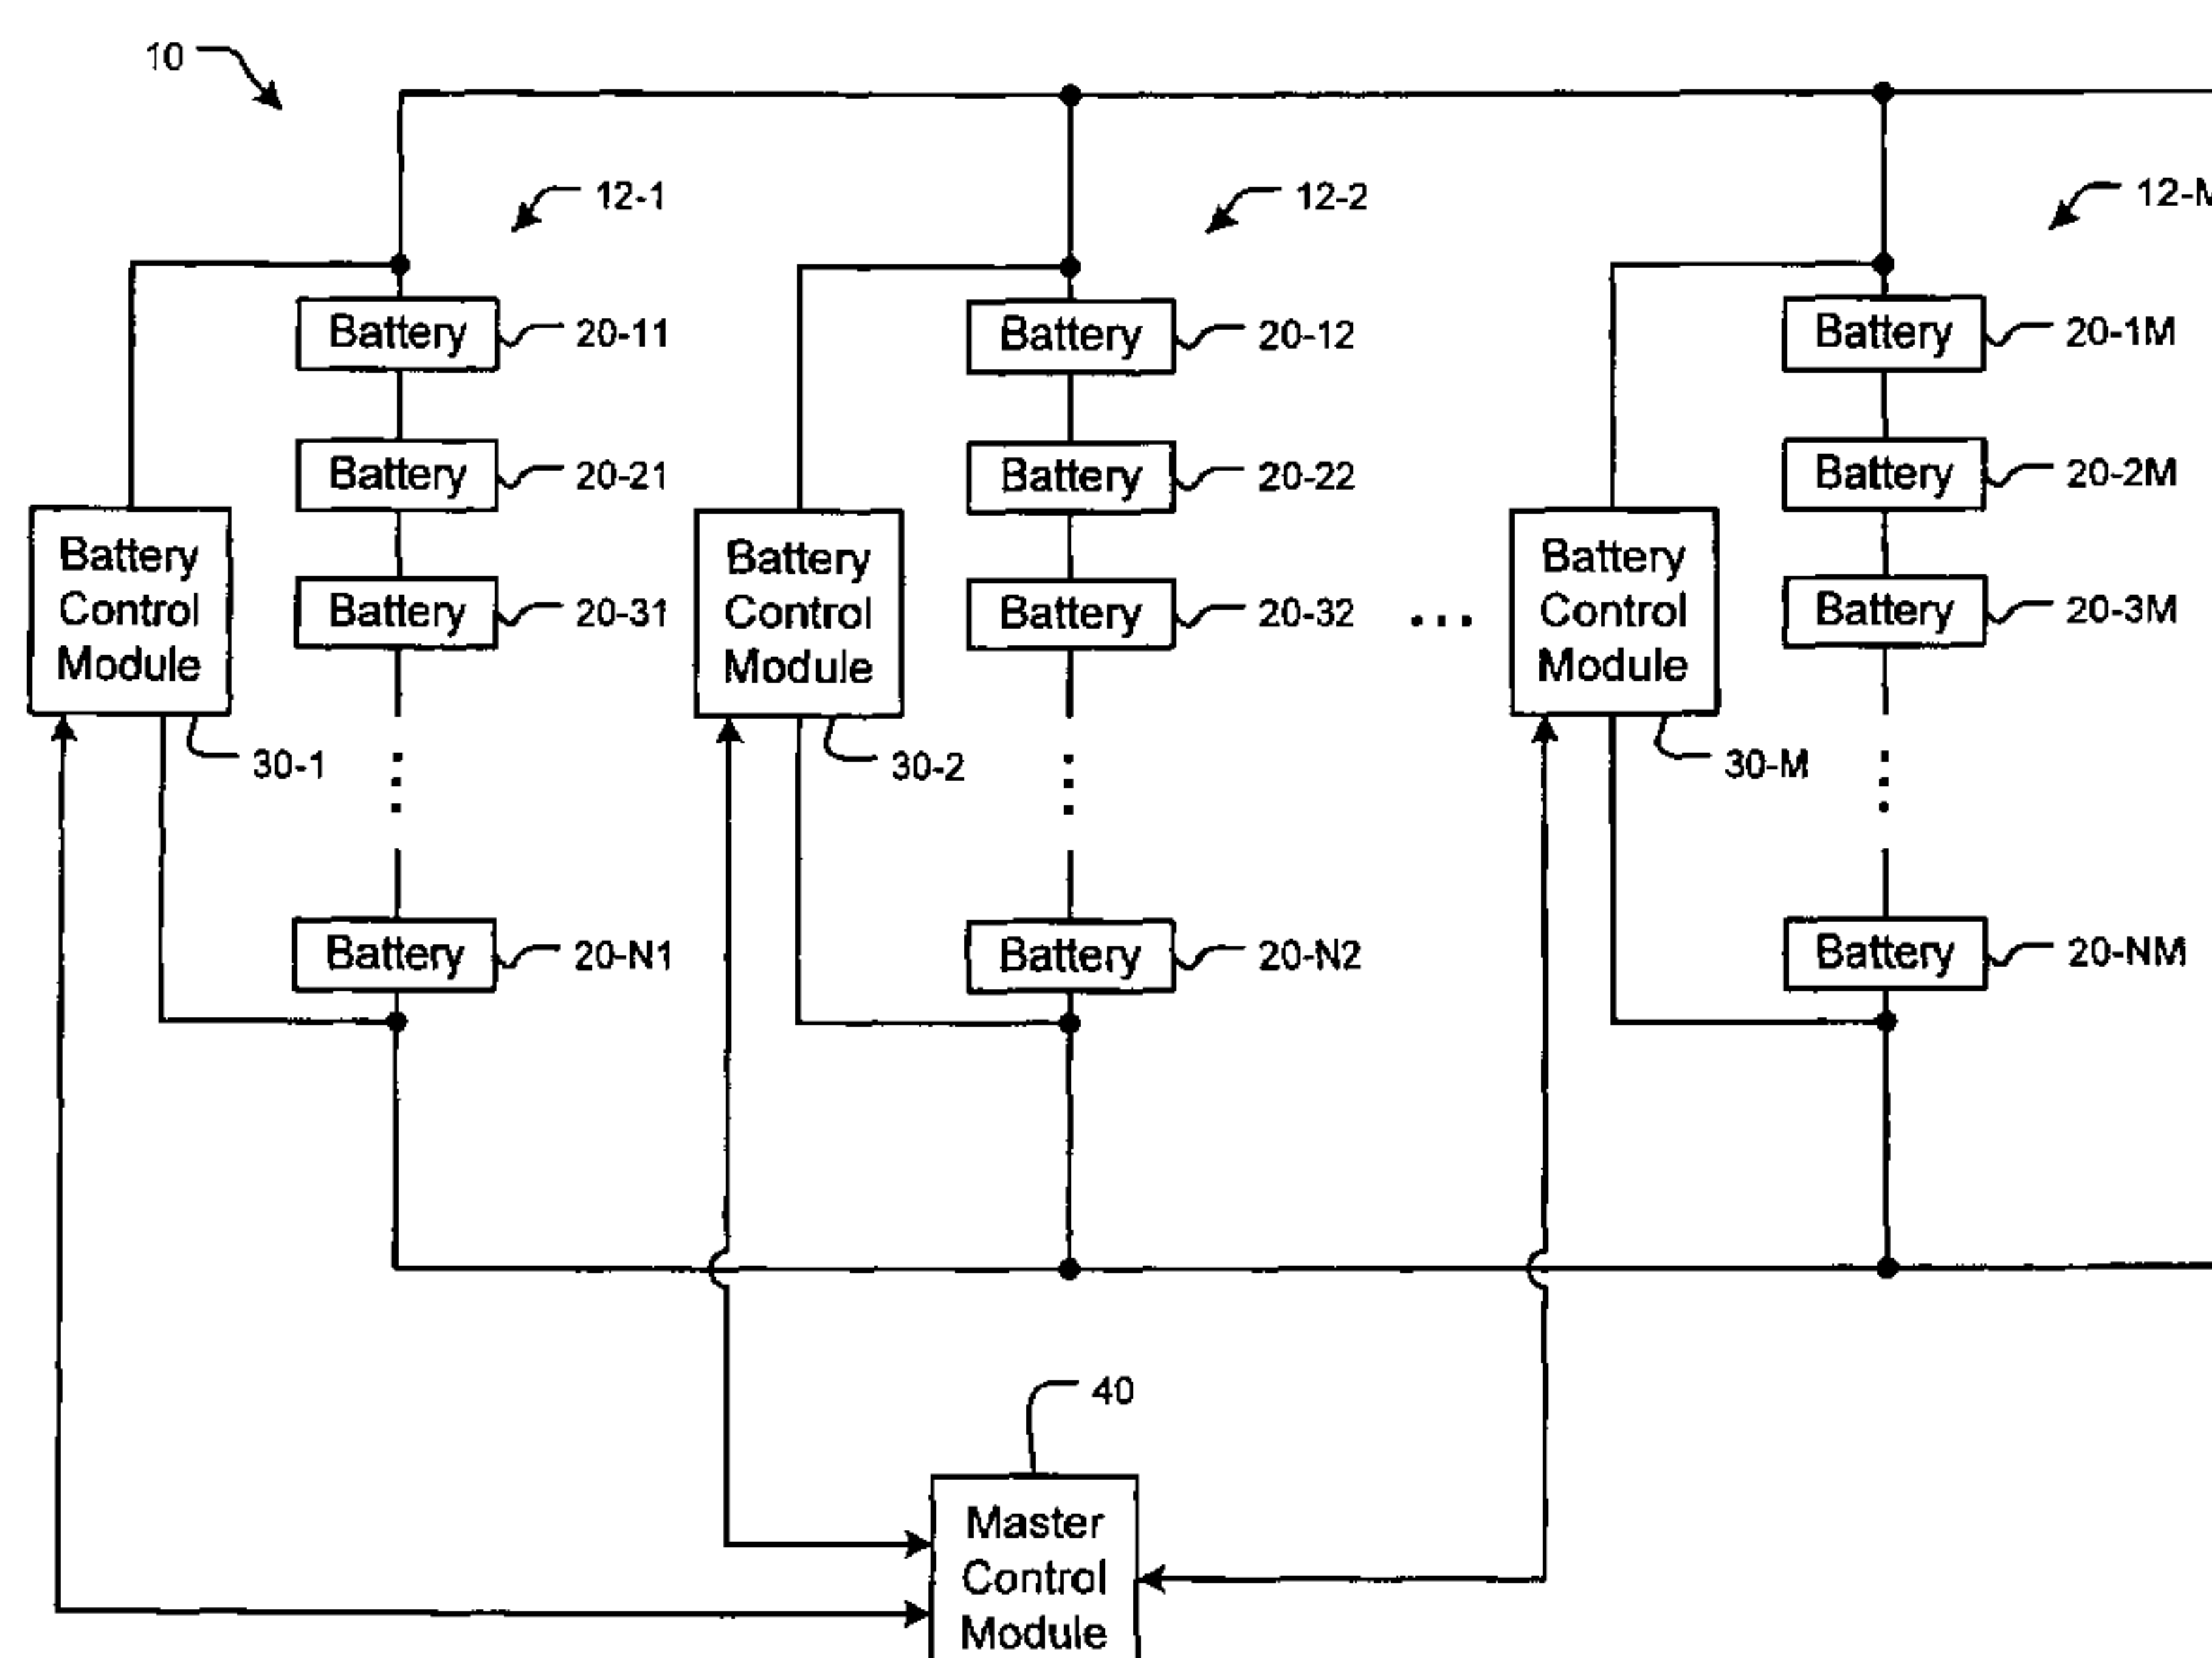 10
12-1
12-2
12-M
Battery
20-11
Battery
20-12
Battery
20-1M
Battery
20-21
Battery
20-22
Battery
20-2M
Battery
Control
Module
Battery
Control
Module
Battery
Control
Module
Battery
20-31
Battery
20-32
...
Battery
20-3M
30-1
30-2
30-M
Battery
20-N1
Battery
20-N2
Battery
20-NM
40
Master
Control
Module